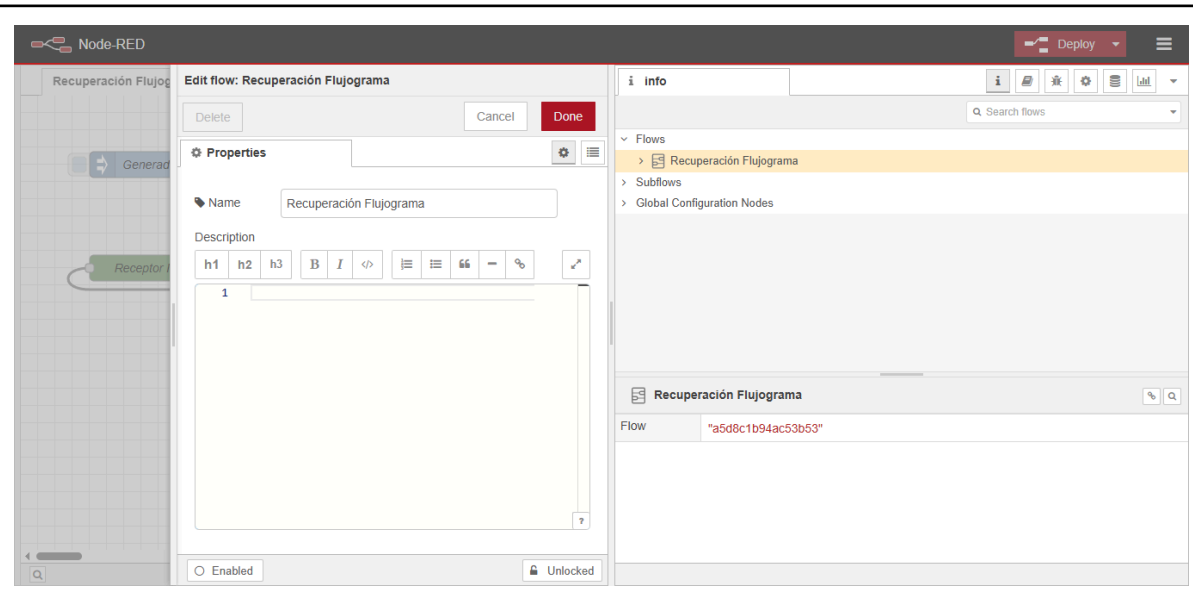 Node-RED
Deploy
Recuperación Flujog
Generad
Receptor
Edit flow: Recuperación Flujograma
Delete
Cancel
Done
Properties
Name
Recuperación Flujograma
Description
h1 h2 h3 B I </>
1
?
Enabled
Unlocked
i info
i
Search flows
Flows
Recuperación Flujograma
Subflows
Global Configuration Nodes
Recuperación Flujograma
Flow
"a5d8c1b94ac53b53"